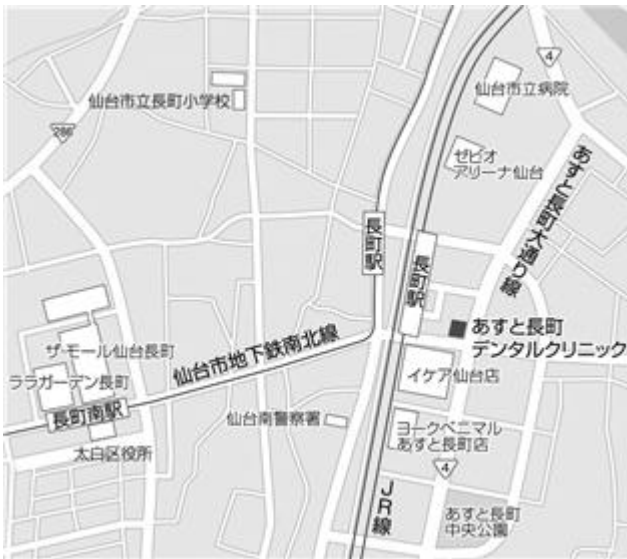 4
仙台市立病院
仙台市立長町小学校
286
ゼビオ
アリーナ仙台
あすと長町大通り線
長町駅
長町駅
あすと長町
デンタルクリニック
仙台市地下鉄南北線
ザ・モール仙台長町
イケア仙台店
ララガーデン長町
長町南駅
仙台南警察署
ヨークベニマル
あすと長町店
太白区役所
4
JR線
あすと長町
中央公園